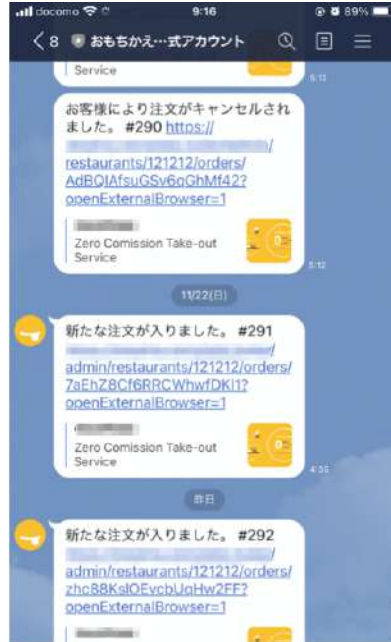 docomo
9:16
89%
8 おもちかえ…式アカウント
Service
5:12
お客様により注文がキャンセルされ
ました。 #290 https://
/
restaurants/121212/orders/
AdBQIAfsuGSv6qGhMf42?
openExternalBrowser=1
Zero Comission Take-out
Service
5:12
11/22(日)
新たな注文が入りました。 #291
/
admin/restaurants/121212/orders/
7aEhZ8Cf6RRCWhwfDKl1?
openExternalBrowser=1
Zero Comission Take-out
Service
4:35
昨日
新たな注文が入りました。 #292
/
admin/restaurants/121212/orders/
zhc88KslOEvcbUqHw2FF?
openExternalBrowser=1